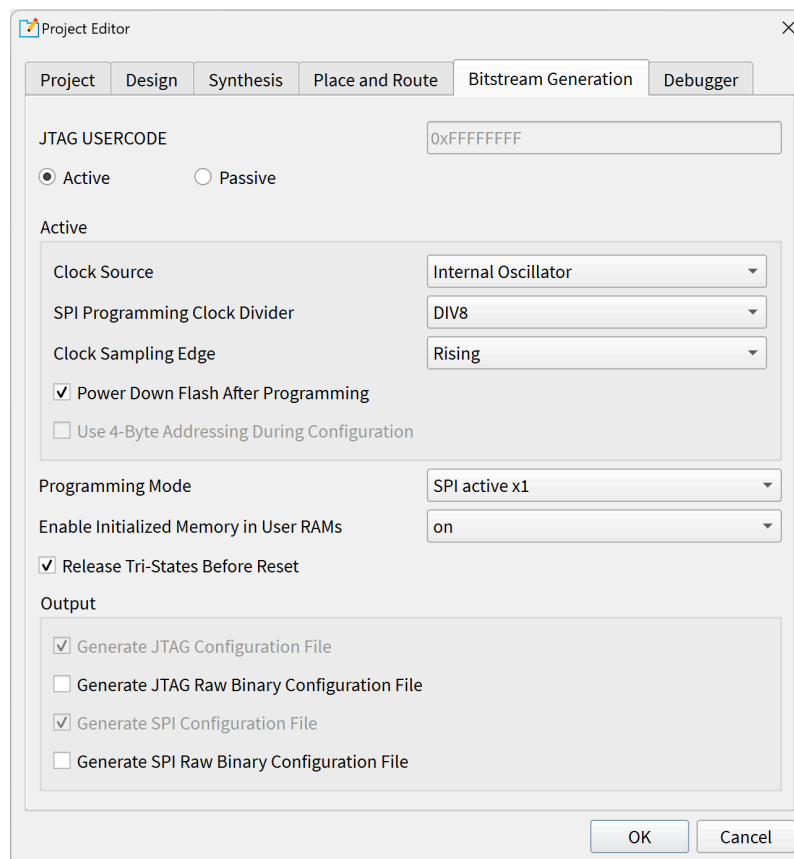 Project Editor
Project Design Synthesis Place and Route Bitstream Generation Debugger
JTAG USERCODE 0xFFFFFFFF
Active Passive
Active
Clock Source Internal Oscillator
SPI Programming Clock Divider DIV8
Clock Sampling Edge Rising
Power Down Flash After Programming
Use 4-Byte Addressing During Configuration
Programming Mode SPI active x1
Enable Initialized Memory in User RAMs on
Release Tri-States Before Reset
Output
Generate JTAG Configuration File
Generate JTAG Raw Binary Configuration File
Generate SPI Configuration File
Generate SPI Raw Binary Configuration File
OK Cancel